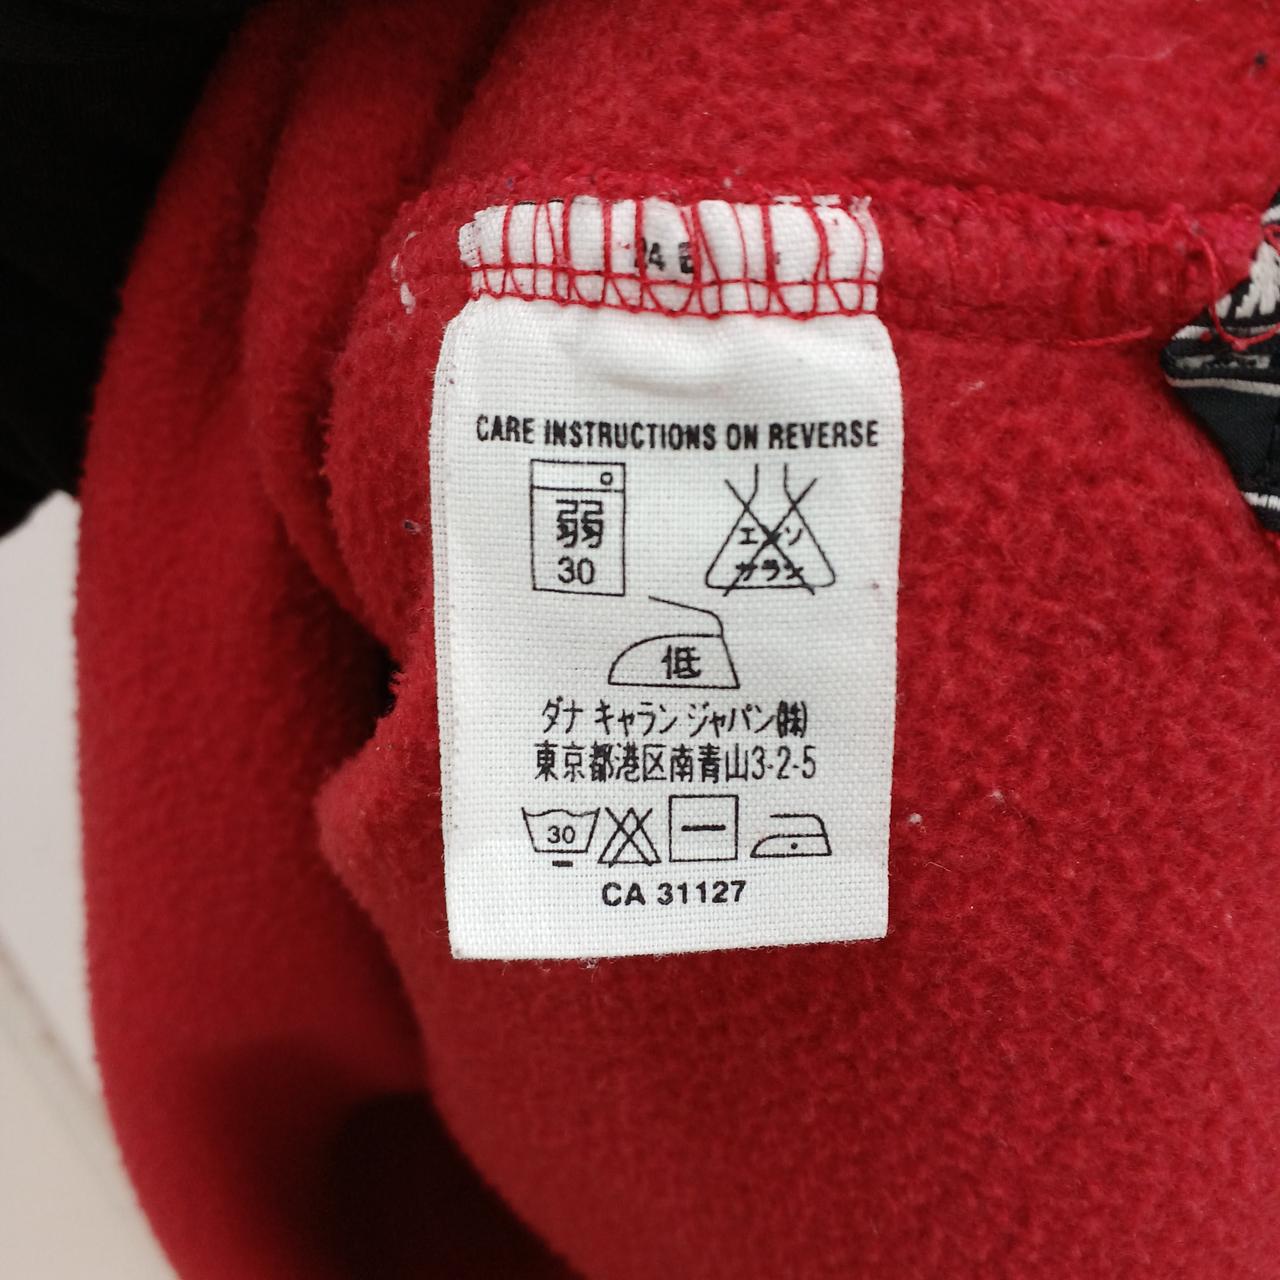 CARE INSTRUCTIONS ON REVERSE
弱
30
エンソ
サラシ
低
ダナ キャラン ジャパン㈱
東京都港区南青山3-2-5
30
CA 31127